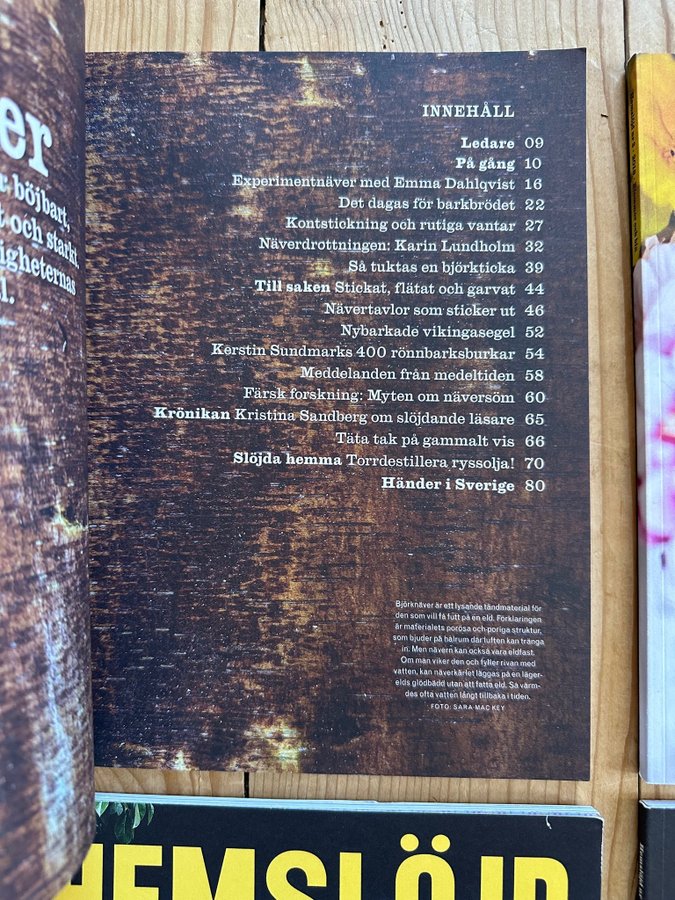 er
r böjbart,
t och starkt.
igheternas
l.
INNEHÅLL
Ledare 09
På gång 10
Experimentnäver med Emma Dahlqvist 16
Det dagas för barkbrödet 22
Kontstickning och rutiga vantar 27
Näverdrottningen: Karin Lundholm 32
Så tuktas en björkticka 39
Till saken Stickat, flätat och garvat 44
Nävertavlor som sticker ut 46
Nybarkade vikingasegel 52
Kerstin Sundmarks 400 rönnbarksburkar 54
Meddelanden från medeltiden 58
Färsk forskning: Myten om näversöm 60
Krönikan Kristina Sandberg om slöjdande läsare 65
Täta tak på gammalt vis 66
Slöjda hemma Torrdestillera ryssolja! 70
Händer i Sverige 80
Björknäver är ett lysande tändmaterial för
den som vill få futt på en eld. Förklaringen
är materialets porösa och poriga struktur,
som bjuder på hålrum där luften kan tränga
in. Men nävern kan också vara eldfast.
Om man viker den och fyller rivan med
vatten, kan näverkärlet läggas på en läger-
elds glödbädd utan att fatta eld. Så värm-
des ofta vatten långt tillbaka i tiden.
FOTO: SARA MAC KEY
HEMSLÖJD